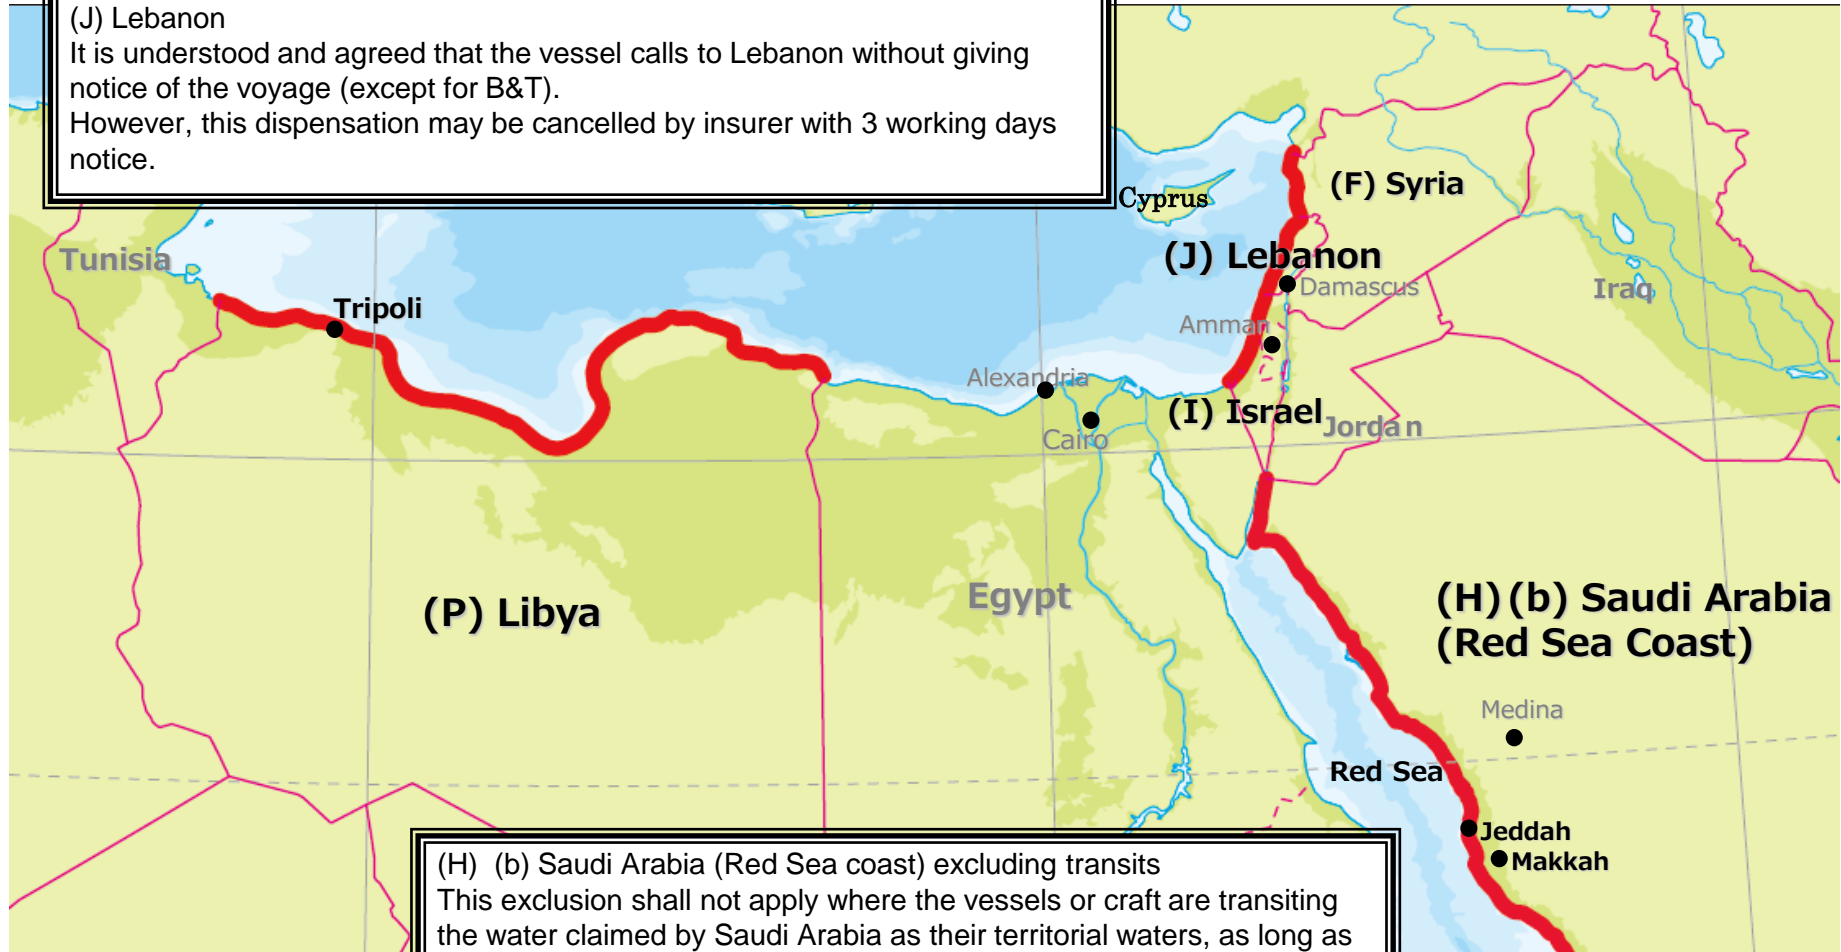 (J) Lebanon
It is understood and agreed that the vessel calls to Lebanon without giving
notice of the voyage (except for B&T).
However, this dispensation may be cancelled by insurer with 3 working days
notice.
Cyprus
(F) Syria
Tunisia
(J) Lebanon
Damascus
Iraq
Tripoli
Amman
Alexandria
(I) Israel
Jordan
Cairo
Egypt
(P) Libya
(H) (b) Saudi Arabia
(Red Sea Coast)
Medina
Red Sea
Jeddah
Makkah
(H) (b) Saudi Arabia (Red Sea coast) excluding transits
This exclusion shall not apply where the vessels or craft are transiting
the water claimed by Saudi Arabia as their territorial waters, as long as